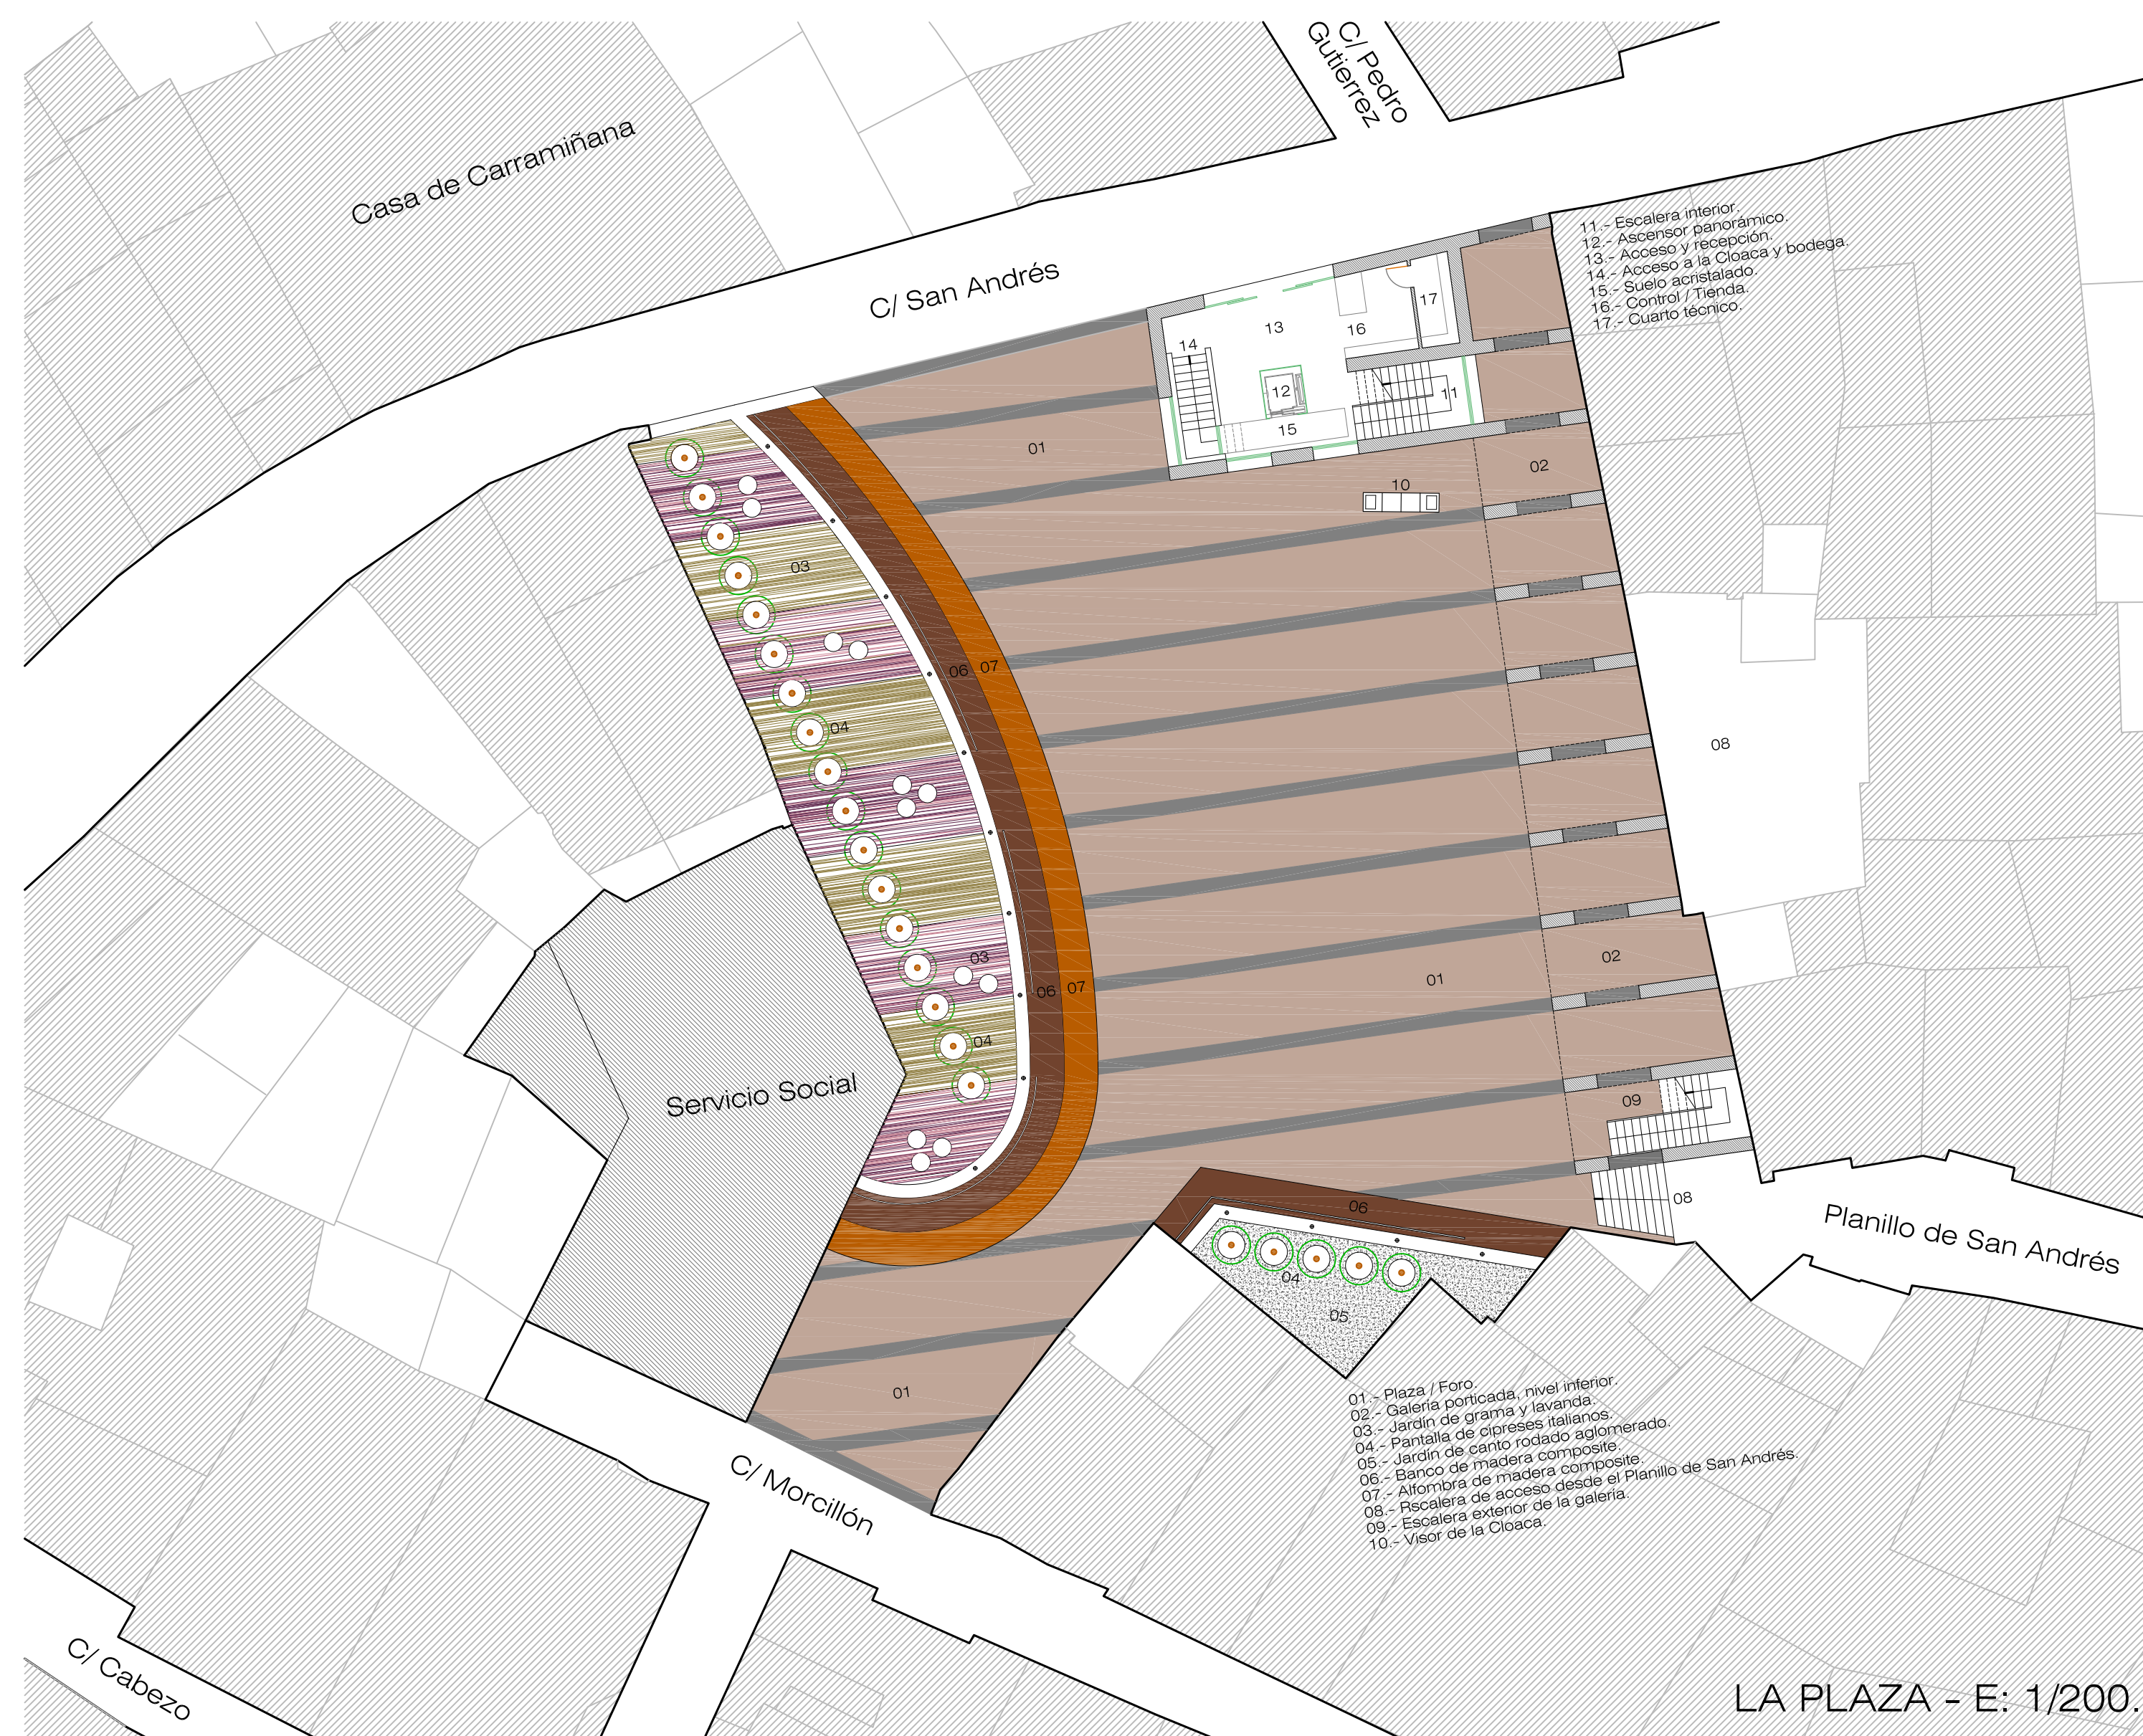 C/ Pedro
Gutierrez
Casa de Carramiñana
C/ San Andrés
11.- Escalera interior.
12.- Ascensor panorámico.
13.- Acceso y recepción.
14.- Acceso a la Cloaca y bodega.
15.- Suelo acristalado.
16.- Control / Tienda.
17.- Cuarto técnico.
17
13
16
14
12
11
15
01
02
10
03
06
07
04
08
03
02
01
06
07
04
Servicio Social
09
08
06
Planillo de San Andrés
04
05
01
01.- Plaza / Foro.
02.- Galería porticada, nivel inferior.
03.- Jardín de grama y lavanda.
04.- Pantalla de cipreses italianos.
05.- Jardín de canto rodado aglomerado.
06.- Banco de madera composite.
07.- Alfombra de madera composite.
08.- Rscalera de acceso desde el Planillo de San Andrés.
09.- Escalera exterior de la galería.
10.- Visor de la Cloaca.
C/ Morcillón
C/ Cabezo
LA PLAZA - E: 1/200.